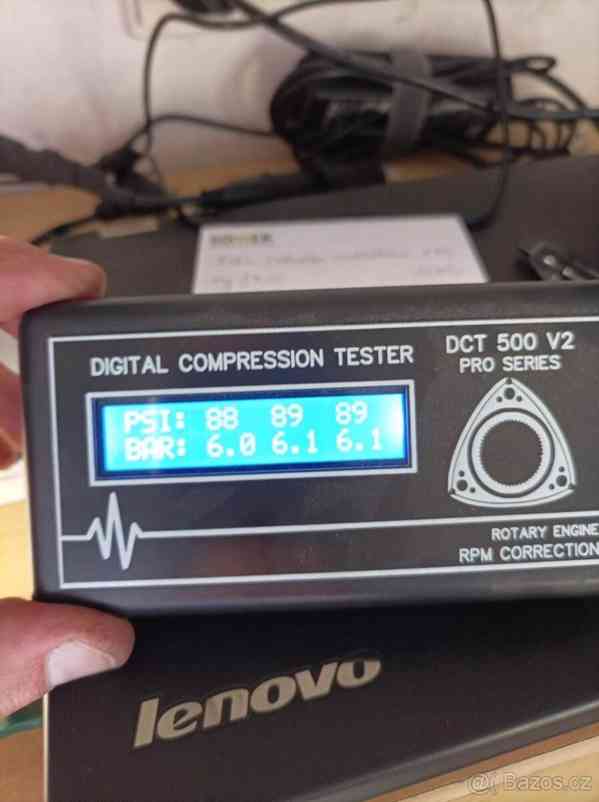 DIGITAL COMPRESSION TESTER
DCT 500 V2
PRO SERIES
PSI: 88 89 89
BAR: 6.0 6.1 6.1
ROTARY ENGINE
RPM CORRECTION
lenovo
Bazos.cz